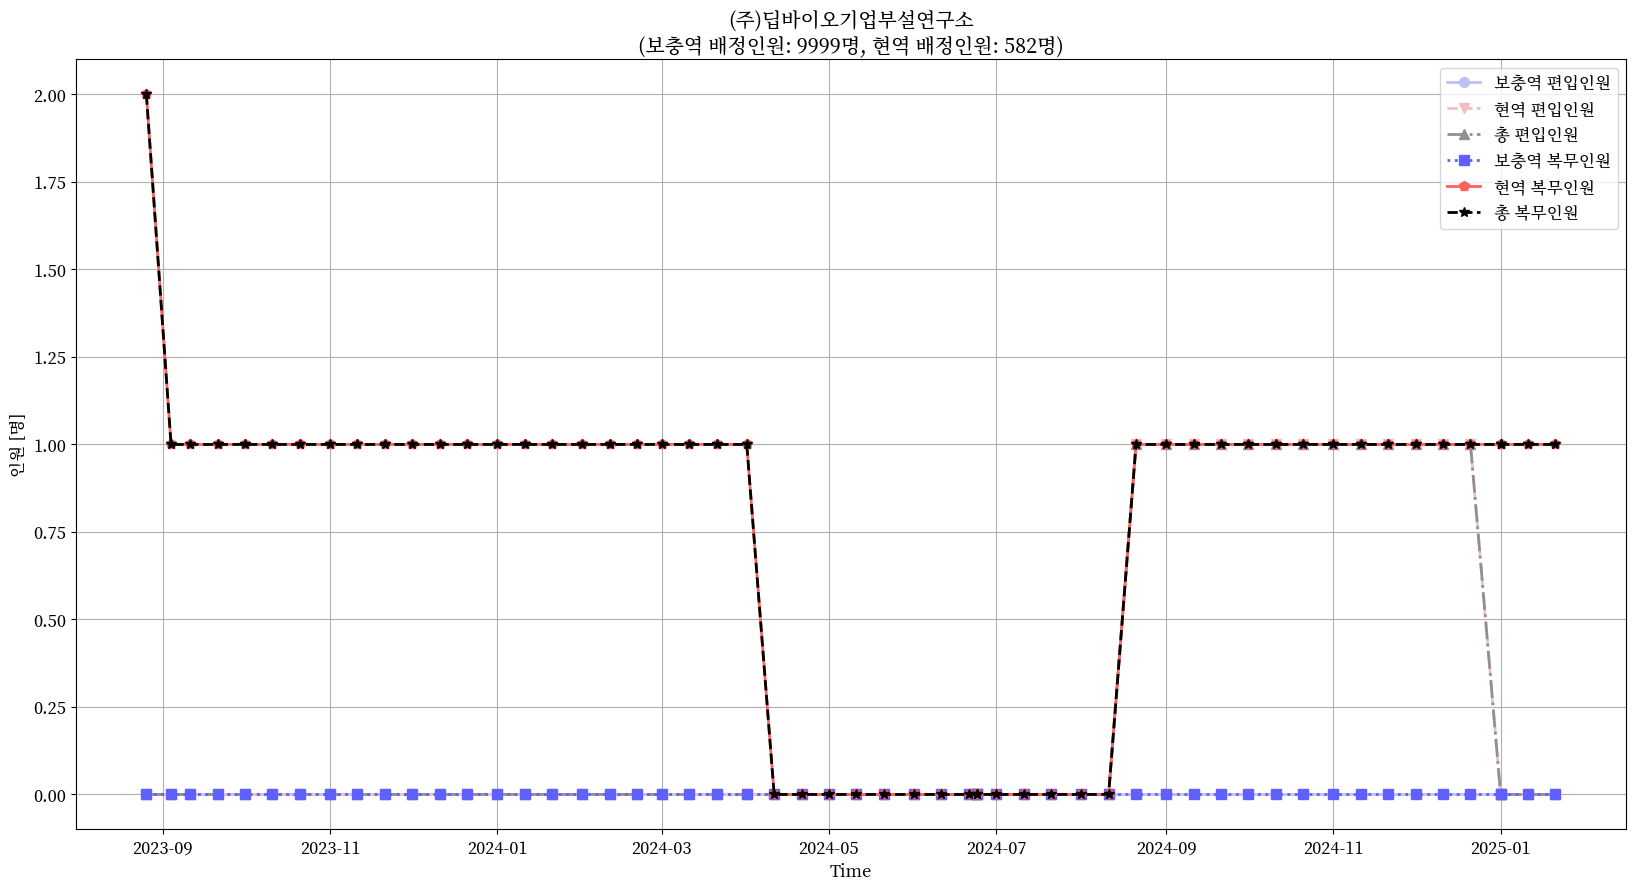 (주)딥바이오기업부설연구소
(보충역 배정인원: 9999명, 현역 배정인원: 582명)
보충역 편입인원
현역 편입인원
총 편입인원
보충역 복무인원
현역 복무인원
총 복무인원
인원 [명]
2.00
1.75
1.50
1.25
1.00
0.75
0.50
0.25
0.00
2023-09
2023-11
2024-01
2024-03
2024-05
2024-07
2024-09
2024-11
2025-01
Time